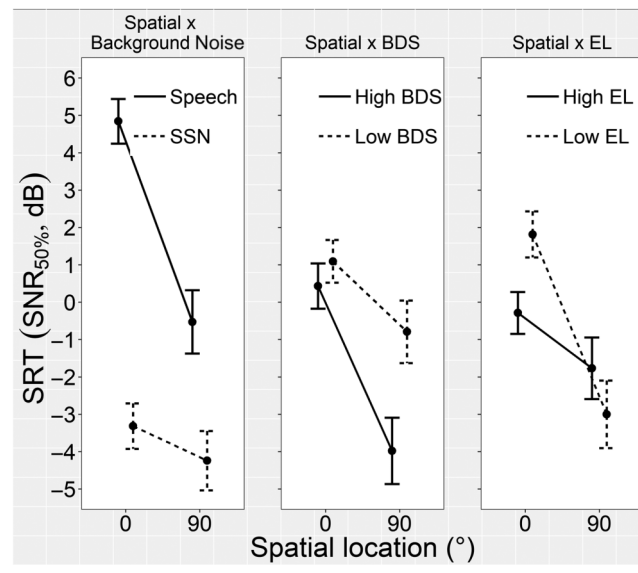 Spatial x
Background Noise
Spatial x BDS
Spatial x EL
SRT (SNR50%, dB)
6
5
4
3
2
1
0
−1
−2
−3
−4
−5
Speech
SSN
High BDS
Low BDS
High EL
Low EL
0 90
0 90
0 90
Spatial location (°)